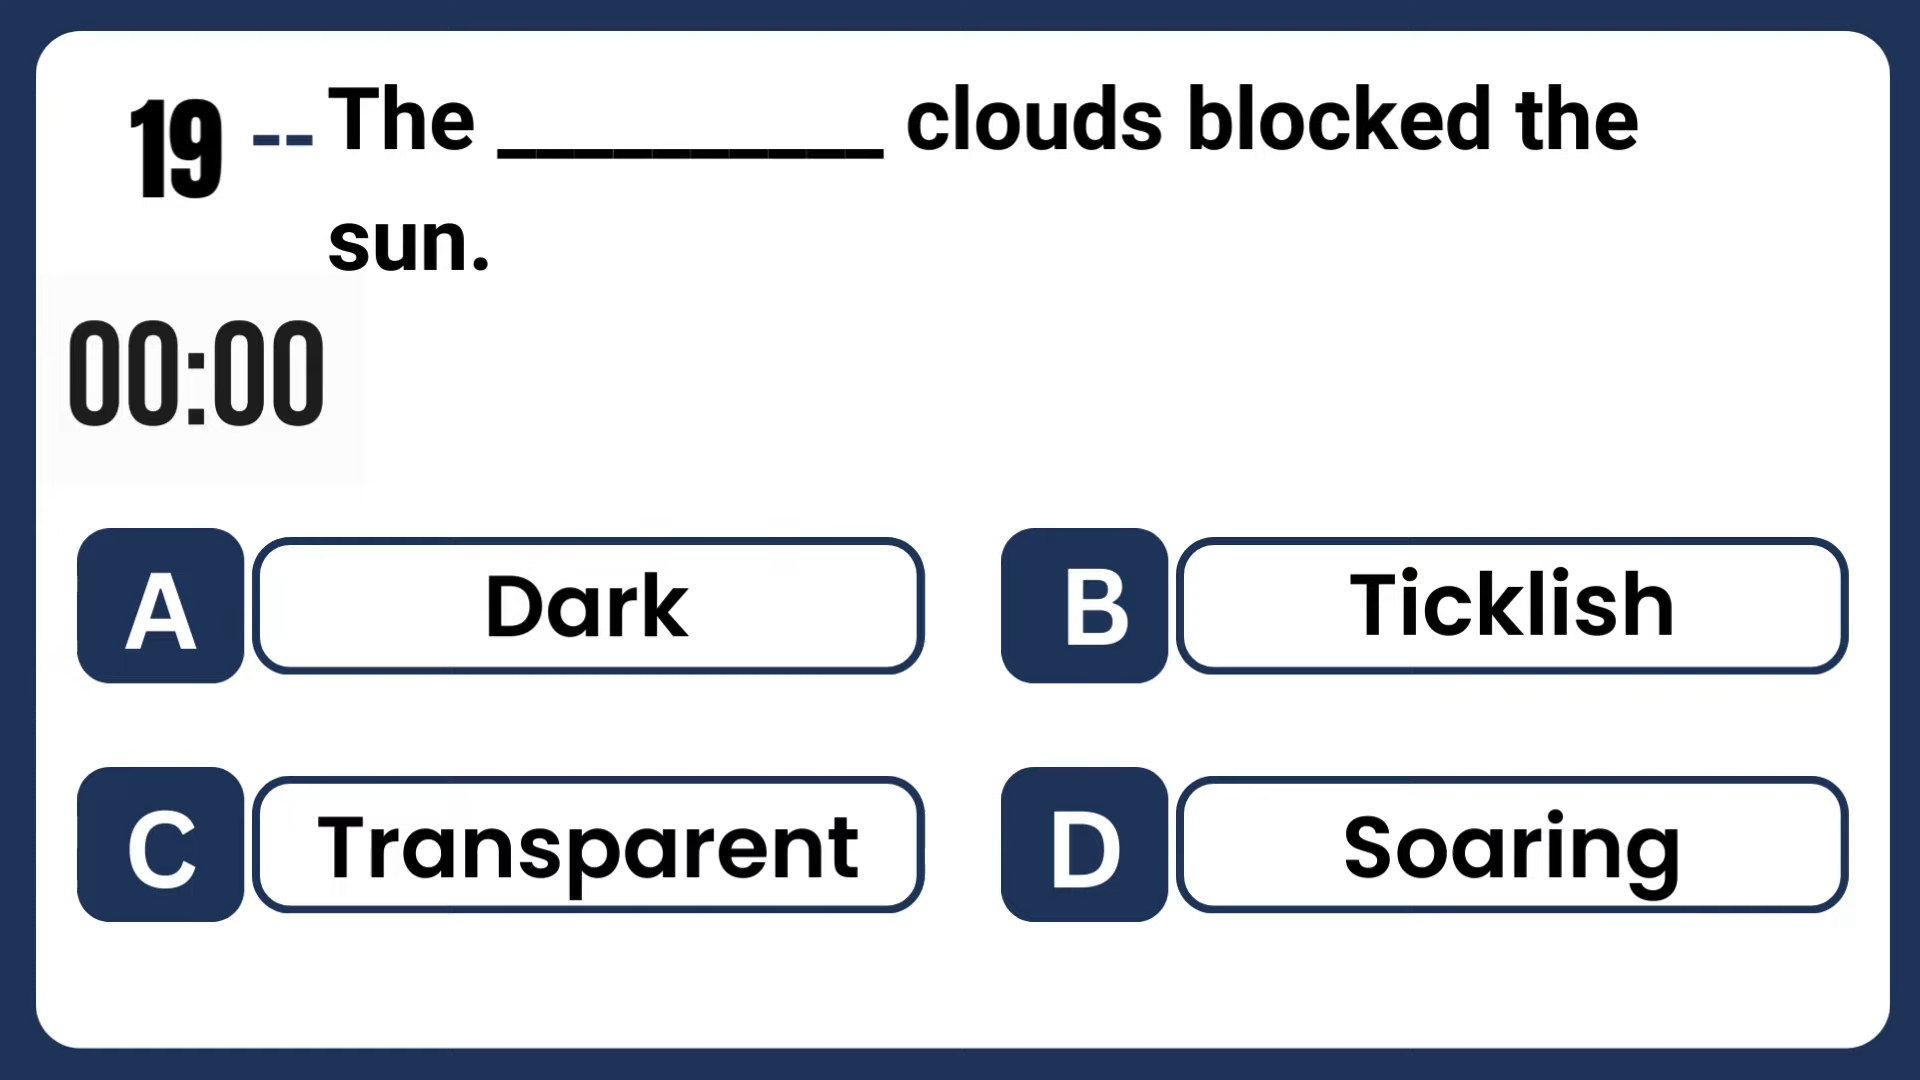 19 -- The __________ clouds blocked the
sun.
00:00
A Dark
B Ticklish
C Transparent
D Soaring